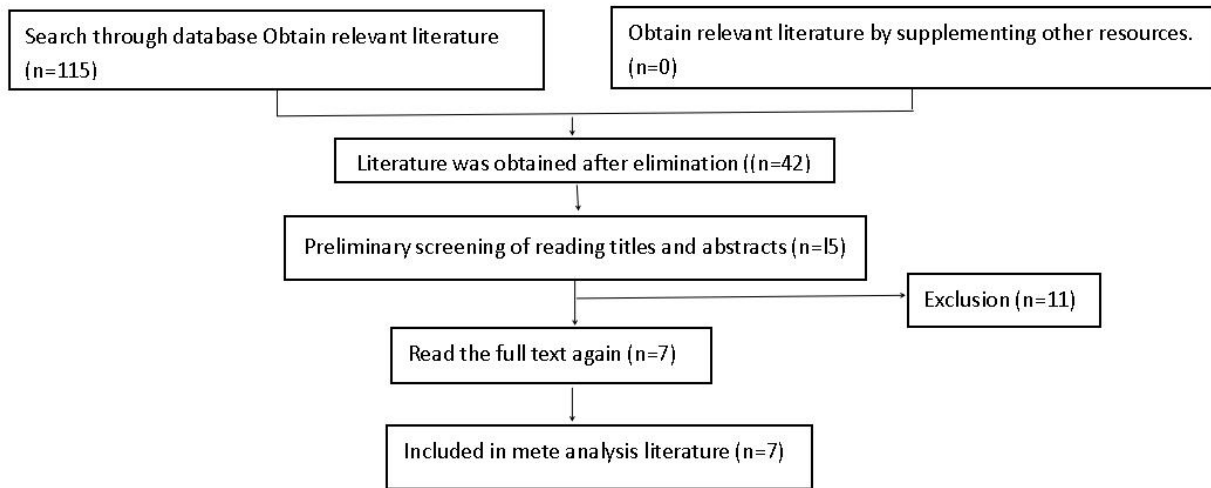 Search through database Obtain relevant literature
(n=115)
Obtain relevant literature by supplementing other resources.
(n=0)
Literature was obtained after elimination ((n=42)
Preliminary screening of reading titles and abstracts (n=l5)
Exclusion (n=11)
Read the full text again (n=7)
Included in mete analysis literature (n=7)